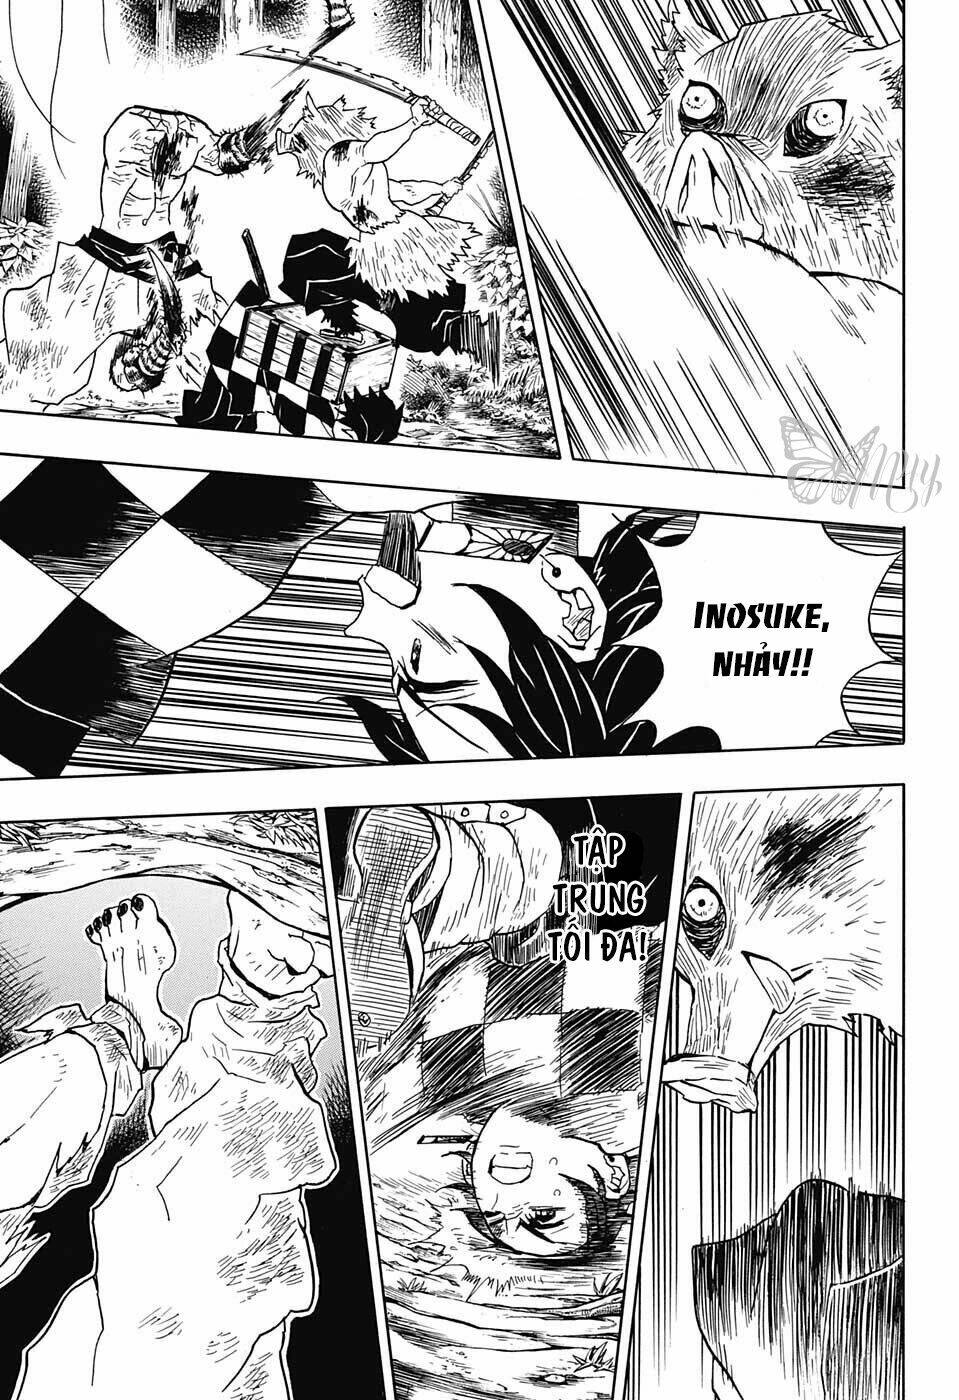 INOSUKE,
NHẢY!!
TẬP
TRUNG
TỐI ĐA!